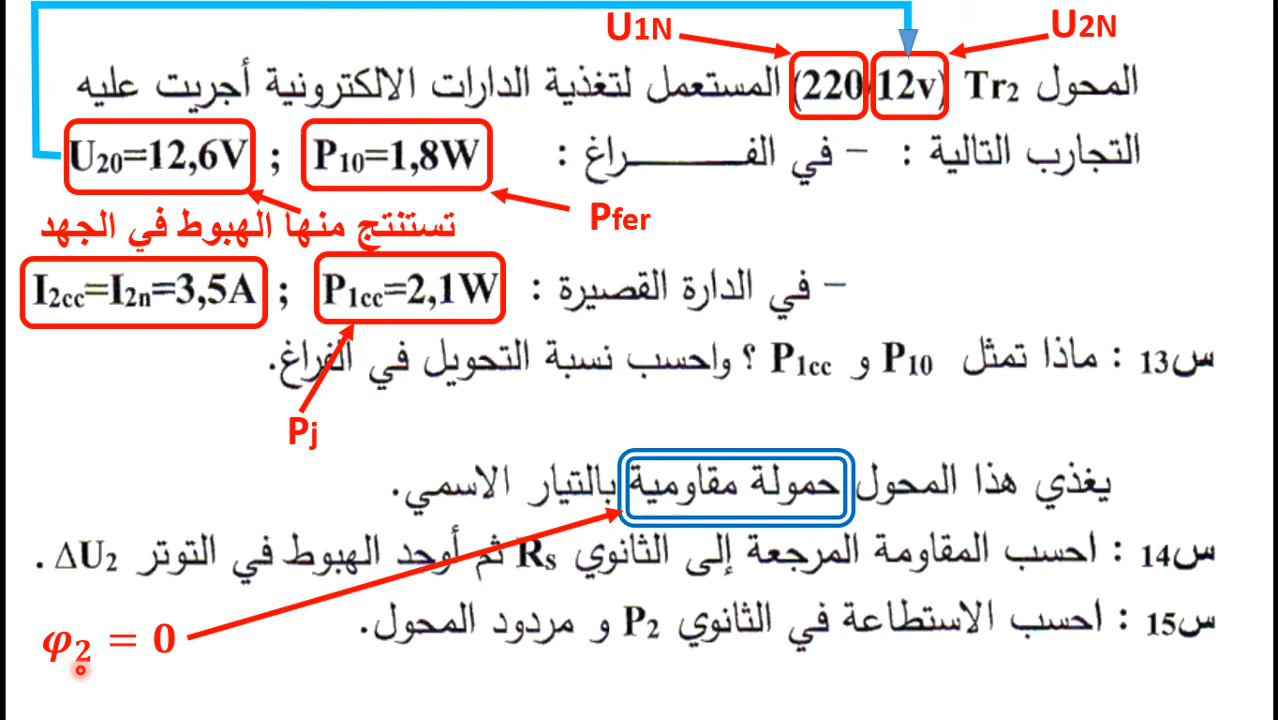 U1N
U2N
المحول Tr2 (220/12v) المستعمل لتغذية الدارات الالكترونية أجريت عليه
التجارب التالية : - في الفـــــــــراغ : P10=1,8W ; U20=12,6V
Pfer
تستنتج منها الهبوط في الجهد
- في الدارة القصيرة : P1cc=2,1W ; I2cc=I2n=3,5A
س13 : ماذا تمثل P10 و P1cc ؟ واحسب نسبة التحويل في الفراغ.
Pj
يغذي هذا المحول حمولة مقاومية بالتيار الاسمي.
س14 : احسب المقاومة المرجعة إلى الثانوي Rs ثم أوجد الهبوط في التوتر ΔU2 .
س15 : احسب الاستطاعة في الثانوي P2 و مردود المحول.
φ2 = 0